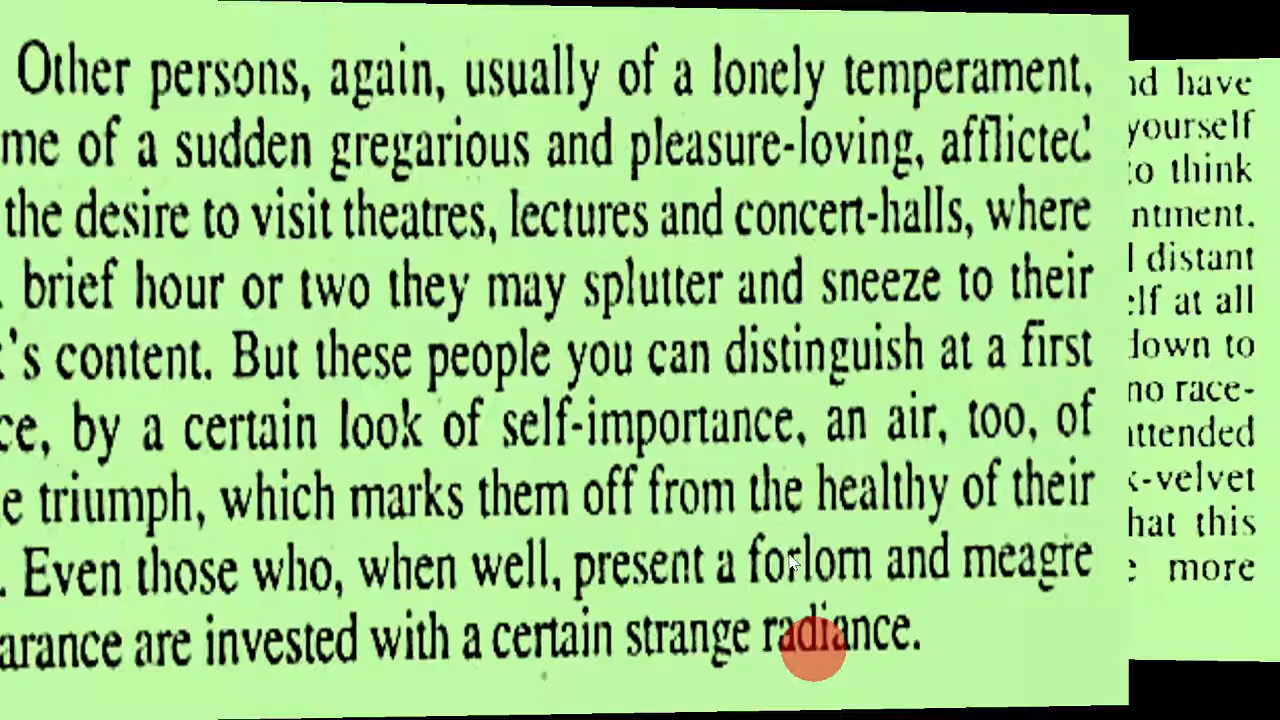 Other persons, again, usually of a lonely temperament,
me of a sudden gregarious and pleasure-loving, afflicted
the desire to visit theatres, lectures and concert-halls, where
brief hour or two they may splutter and sneeze to their
's content. But these people you can distinguish at a first
ce, by a certain look of self-importance, an air, too, of
e triumph, which marks them off from the healthy of their
. Even those who, when well, present a forlorn and meagre
arance are invested with a certain strange radiance.
have
yourself
think
ntment.
distant
at all
down to
no race-
ttended
-velvet
hat this
more